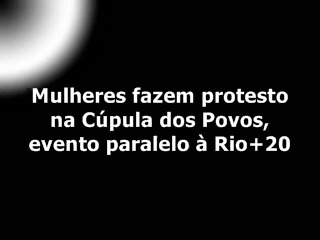 Mulheres fazem protesto
na Cúpula dos Povos,
evento paralelo à Rio+20